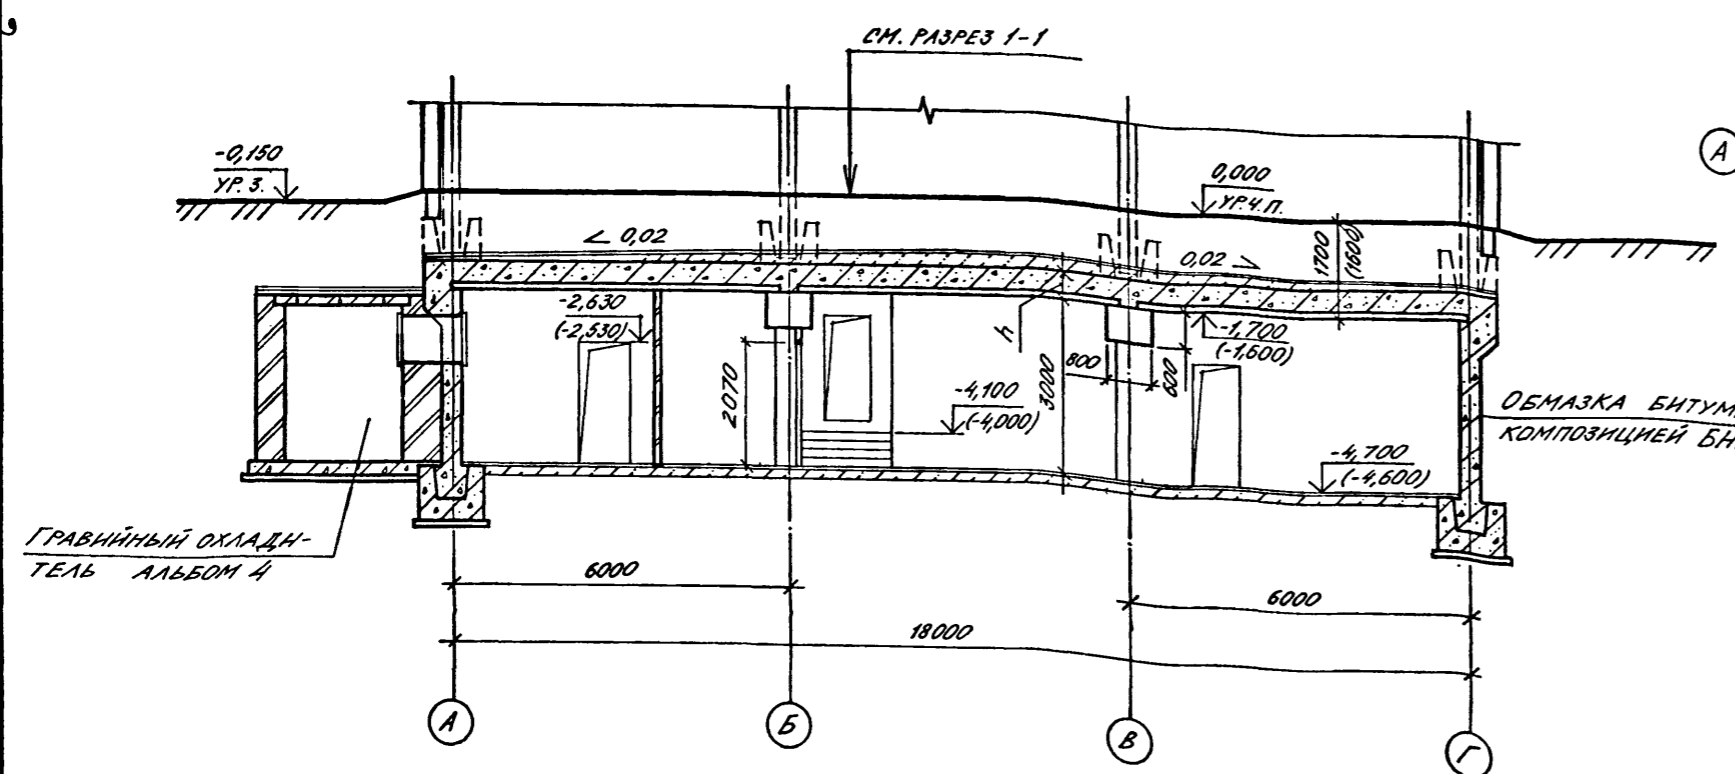 СМ. РАЗРЕЗ 1-1
-0,150
УР. З.
0,000
УР.Ч.П.
А
< 0,02
0,02 >
1700
(1600)
-2,630
(-2,530)
h
-1,700
(-1,600)
800
600
2070
3000
-4,100
(-4,000)
ОБМАЗКА БИТУМ
КОМПОЗИЦИЕЙ БН
-4,700
(-4,600)
ГРАВИЙНЫЙ ОХЛАДИ-
ТЕЛЬ АЛЬБОМ 4
6000
6000
18000
А
Б
В
Г